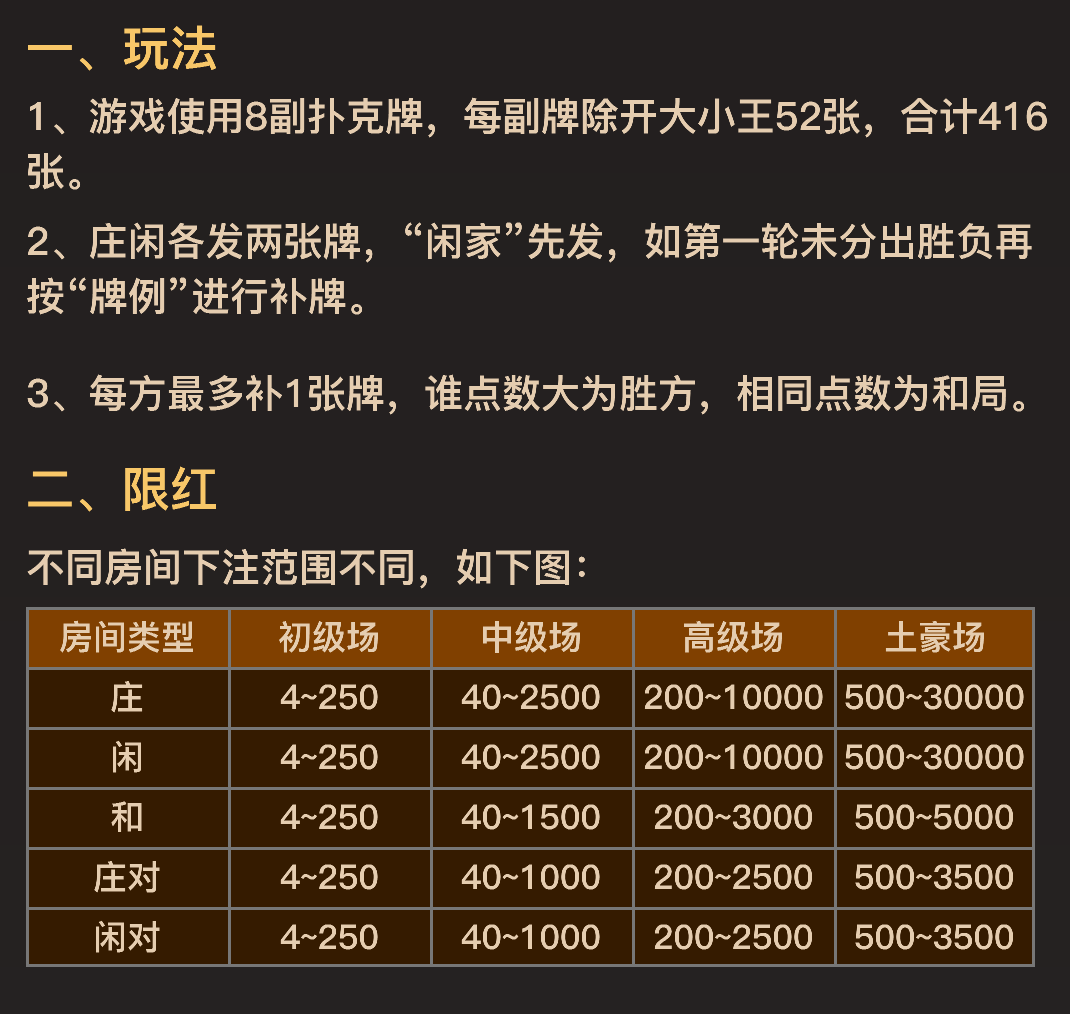 一、玩法
1、游戏使用8副扑克牌，每副牌除开大小王52张，合计416
张。
2、庄闲各发两张牌，“闲家”先发，如第一轮未分出胜负再
按“牌例”进行补牌。
3、每方最多补1张牌，谁点数大为胜方，相同点数为和局。
二、限红
不同房间下注范围不同，如下图：
房间类型 初级场 中级场 高级场 土豪场
庄 4~250 40~2500 200~10000 500~30000
闲 4~250 40~2500 200~10000 500~30000
和 4~250 40~1500 200~3000 500~5000
庄对 4~250 40~1000 200~2500 500~3500
闲对 4~250 40~1000 200~2500 500~3500